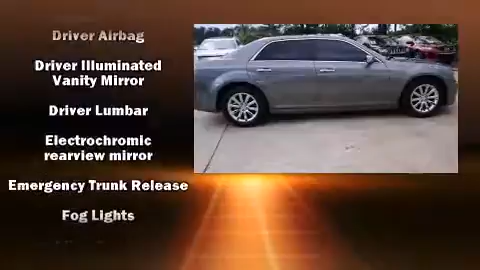 Driver Airbag
Driver Illuminated
Vanity Mirror
Driver Lumbar
Electrochromic
rearview mirror
Emergency Trunk Release
Fog Lights